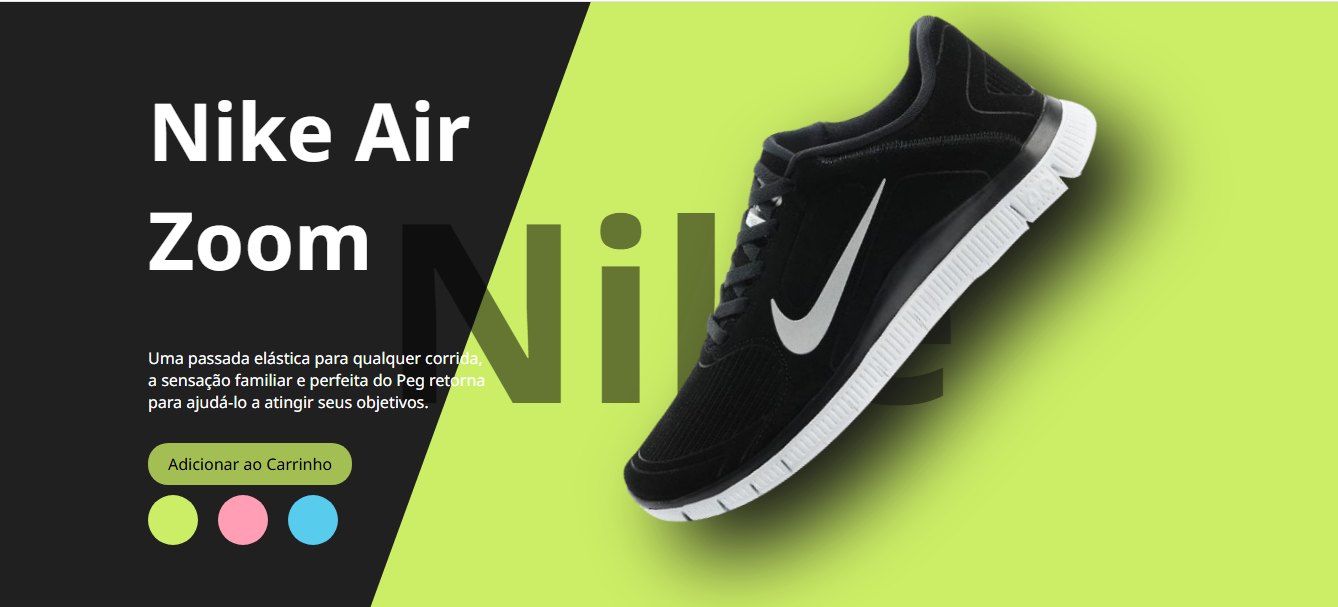 Nike Air
Zoom
Nike
Uma passada elástica para qualquer corrida,
a sensação familiar e perfeita do Peg retorna
para ajudá-lo a atingir seus objetivos.
Adicionar ao Carrinho